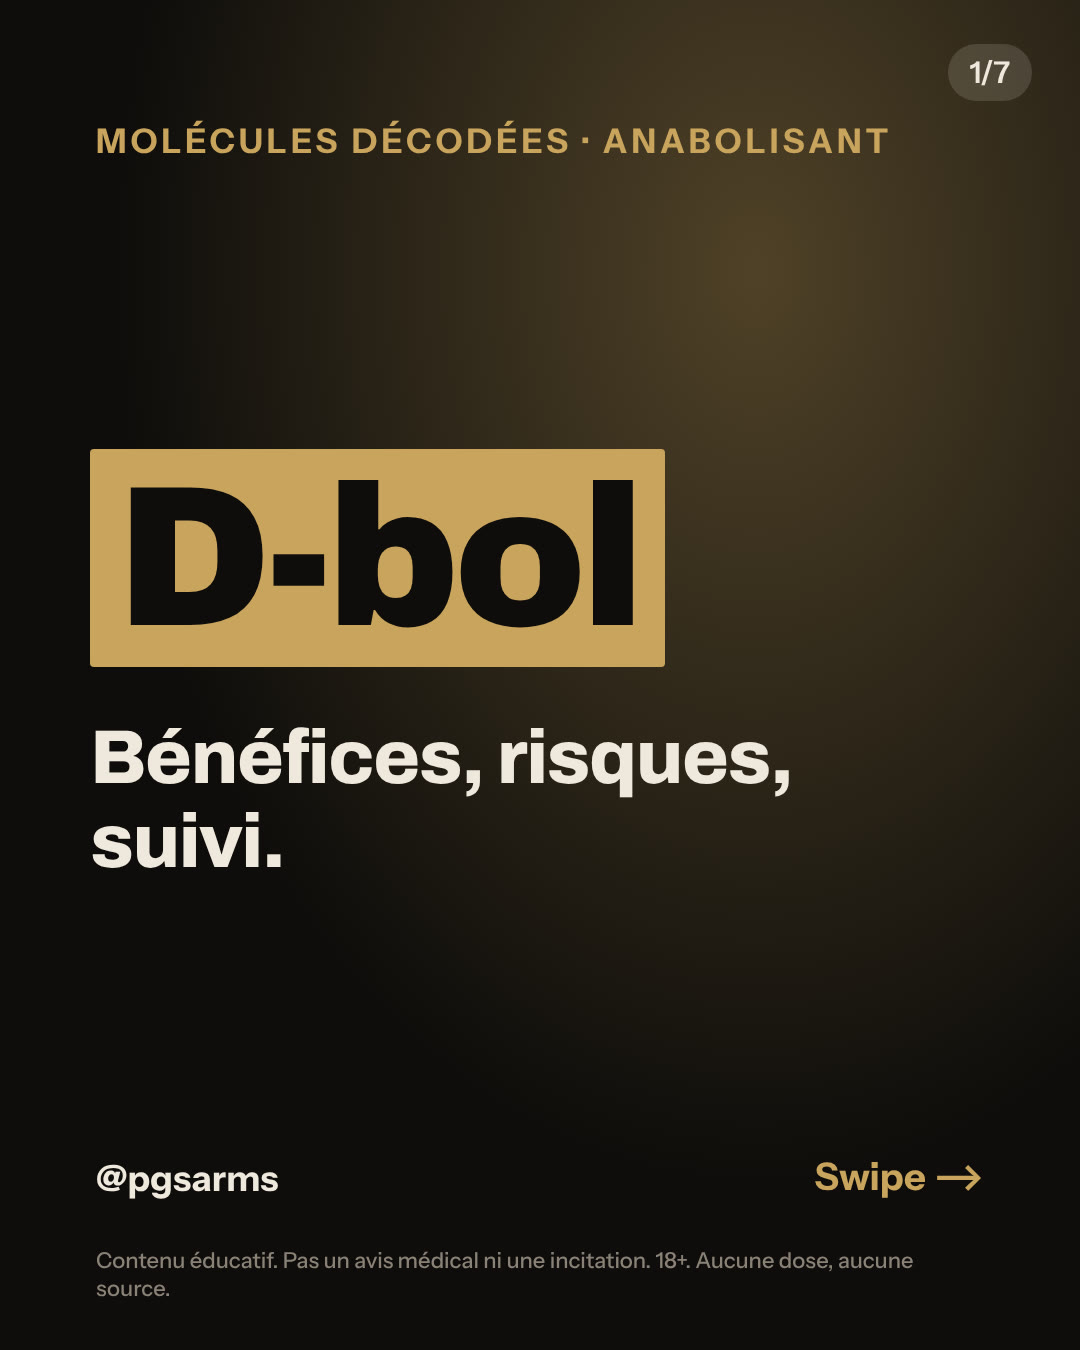 1/7
MOLÉCULES DÉCODÉES · ANABOLISANT
D-bol
Bénéfices, risques,
suivi.
@pgsarms
Swipe →
Contenu éducatif. Pas un avis médical ni une incitation. 18+. Aucune dose, aucune
source.